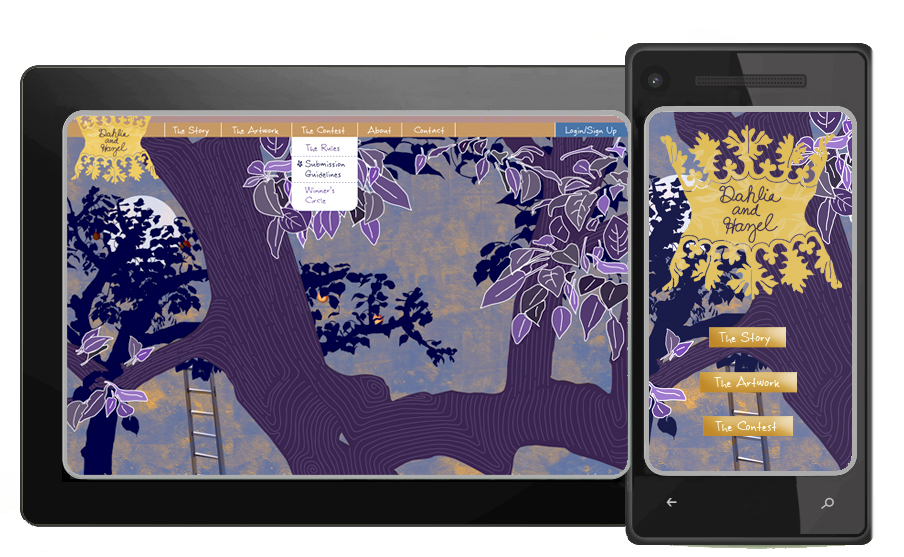 Dahlia
and
Hazel
The Story
The Artwork
The Contest
About
Contact
Login/Sign Up
The Rules
Submission
Guidelines
Winner's
Circle
Dahlia
and
Hazel
The Story
The Artwork
The Contest